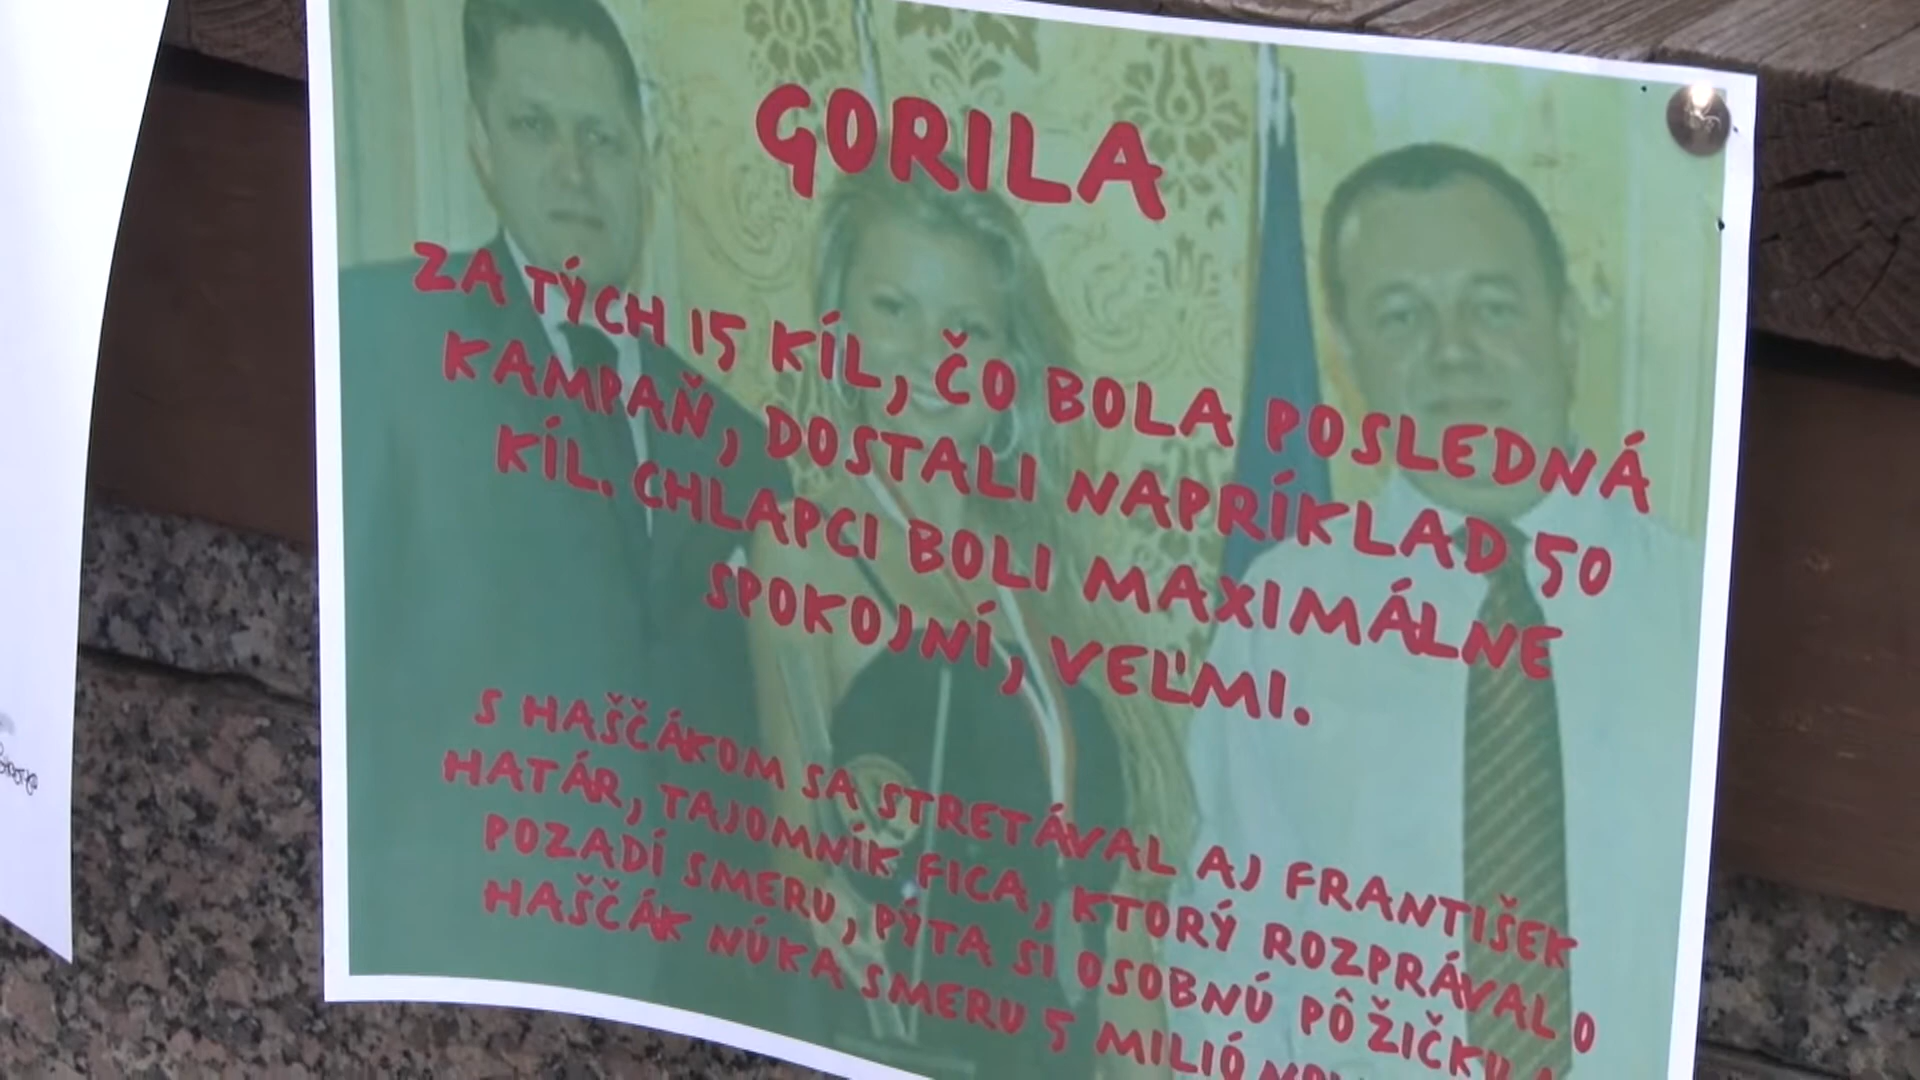 GORILA
ZA TÝCH 15 KÍL, ČO BOLA POSLEDNÁ
KAMPAŇ, DOSTALI NAPRÍKLAD 50
KÍL. CHLAPCI BOLI MAXIMÁLNE
SPOKOJNÍ, VEĽMI.
S HAŠČÁKOM SA STRETÁVAL AJ FRANTIŠEK
HATÁR, TAJOMNÍK FICA, KTORÝ ROZPRÁVAL O
POZADÍ SMERU, PÝTA SI OSOBNÚ PÔŽIČKU
HAŠČÁK NÚKA SMERU 5